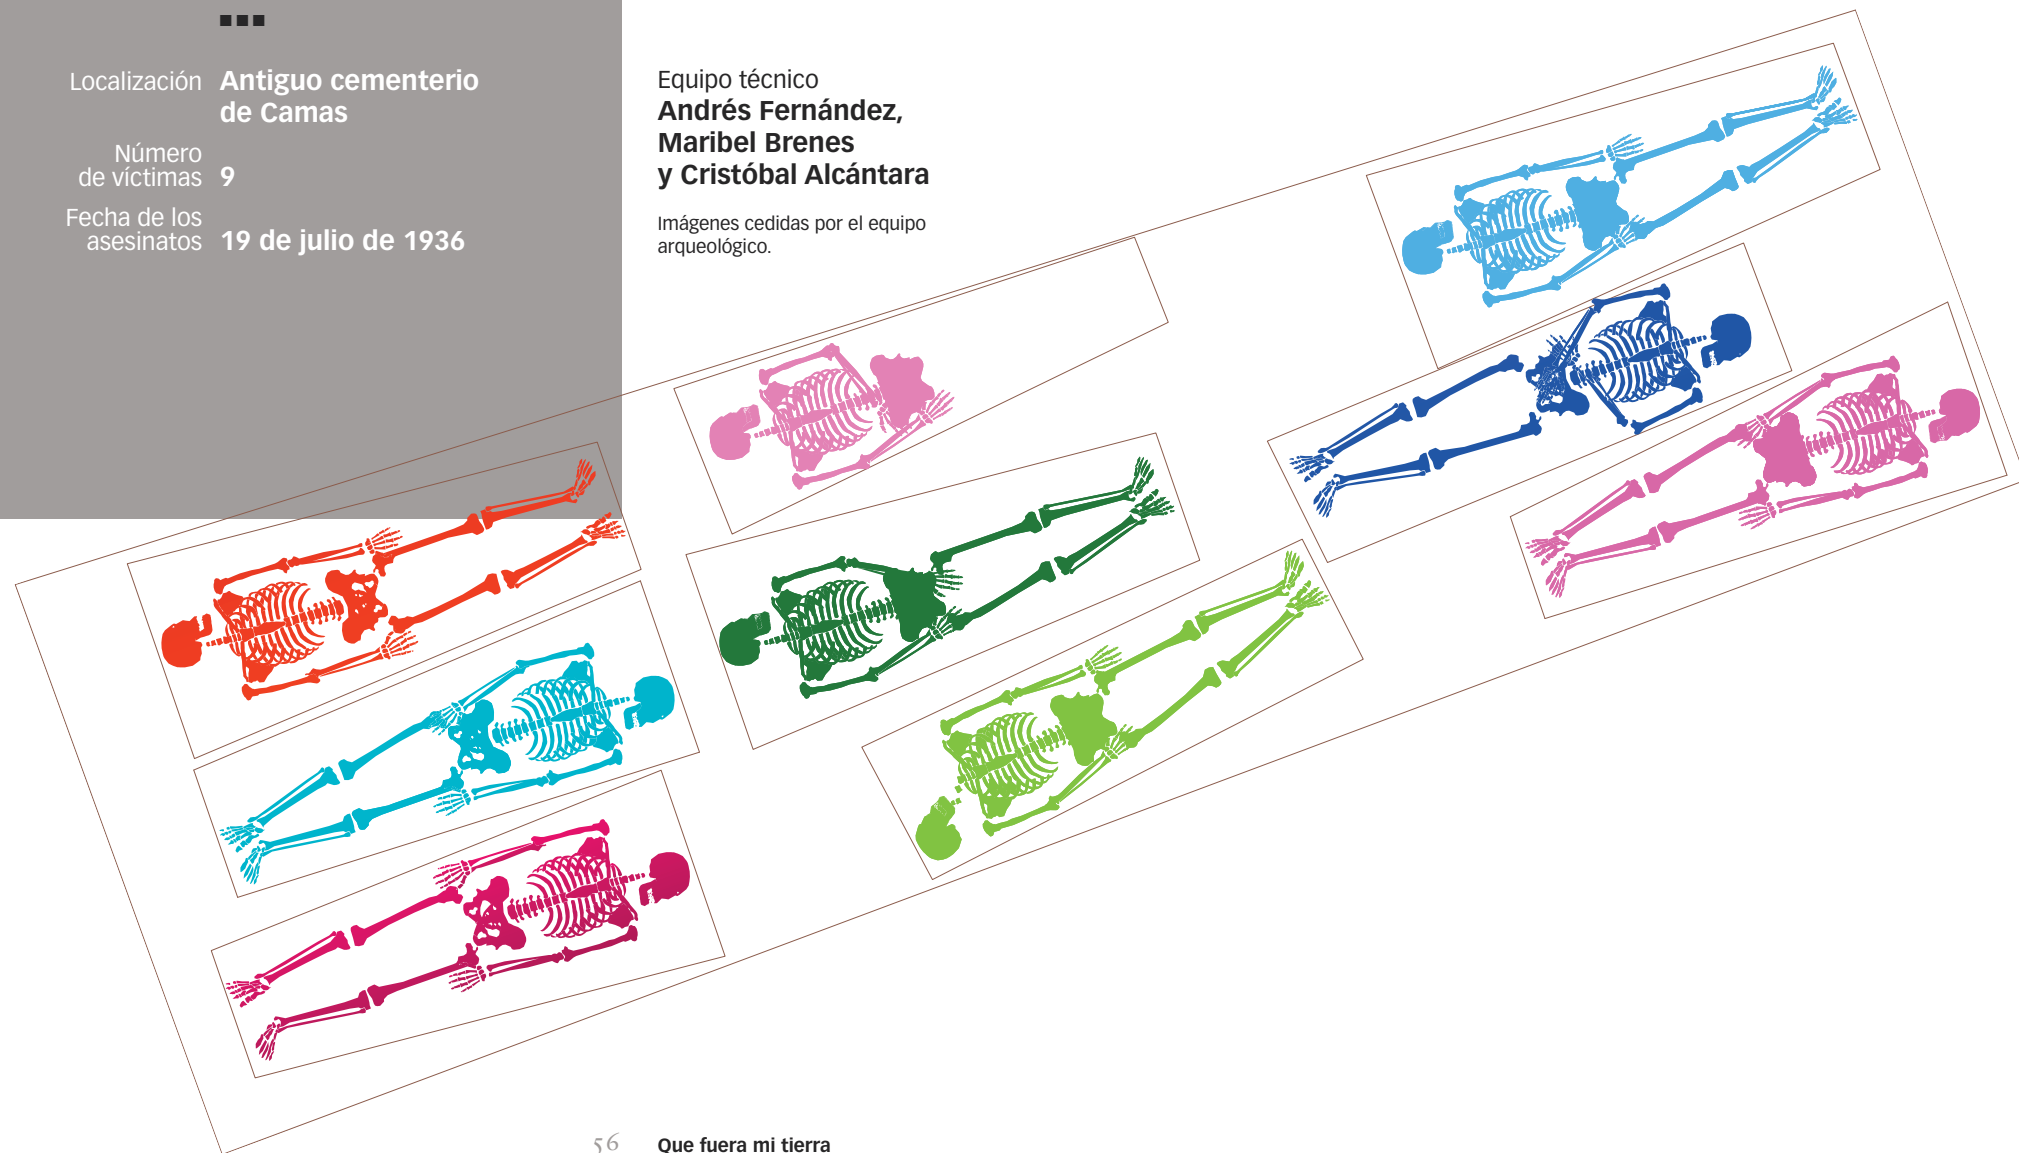 Localización Antiguo cementerio
de Camas
Número
de víctimas 9
Fecha de los
asesinatos 19 de julio de 1936
Equipo técnico
Andrés Fernández,
Maribel Brenes
y Cristóbal Alcántara
Imágenes cedidas por el equipo
arqueológico.
56 Que fuera mi tierra